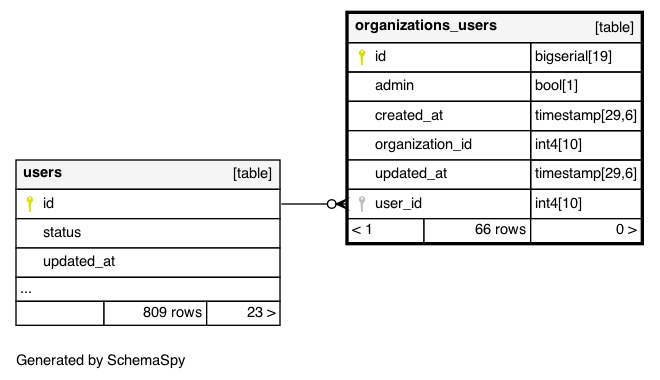 organizations_users [table]
id bigserial[19]
admin bool[1]
created_at timestamp[29,6]
organization_id int4[10]
updated_at timestamp[29,6]
user_id int4[10]
< 1 66 rows 0 >
users [table]
id
status
updated_at
...
809 rows 23 >
Generated by SchemaSpy